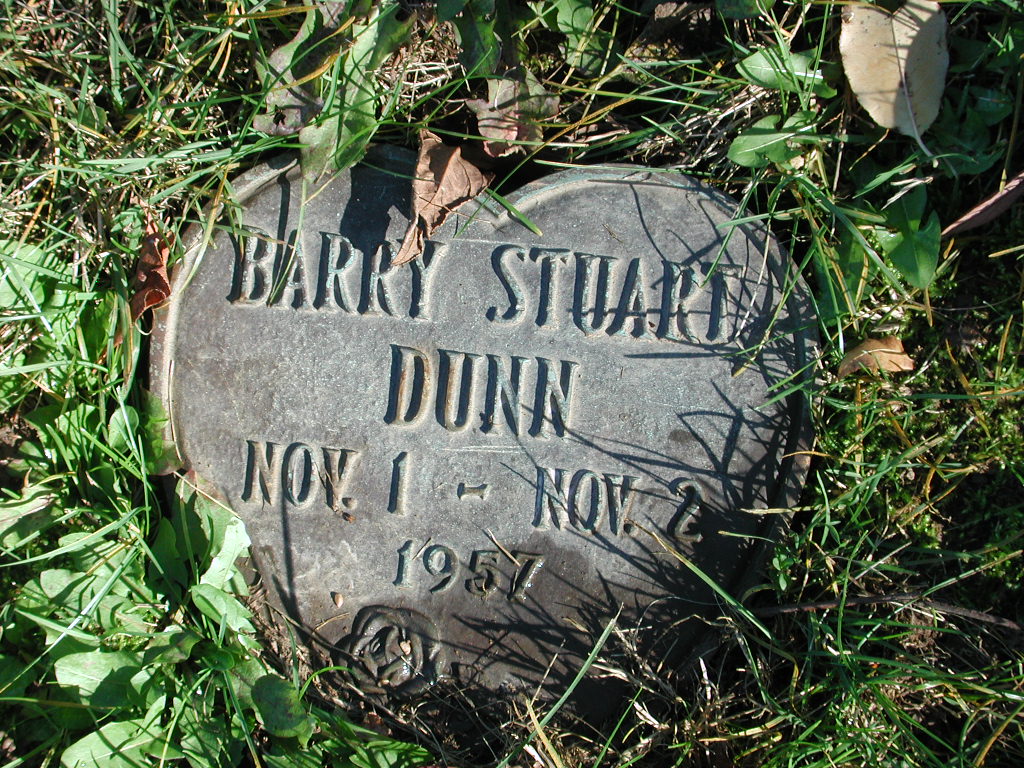 BARRY STUART
DUNN
NOV. 1 - NOV. 2
1957